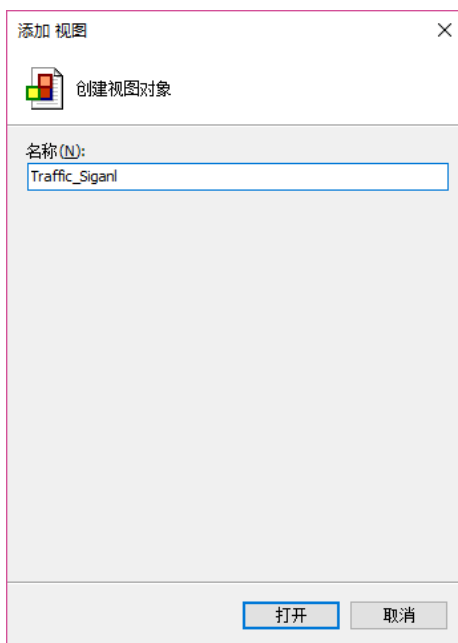 添加 视图
创建视图对象
名称(N):
Traffic_Siganl
打开
取消